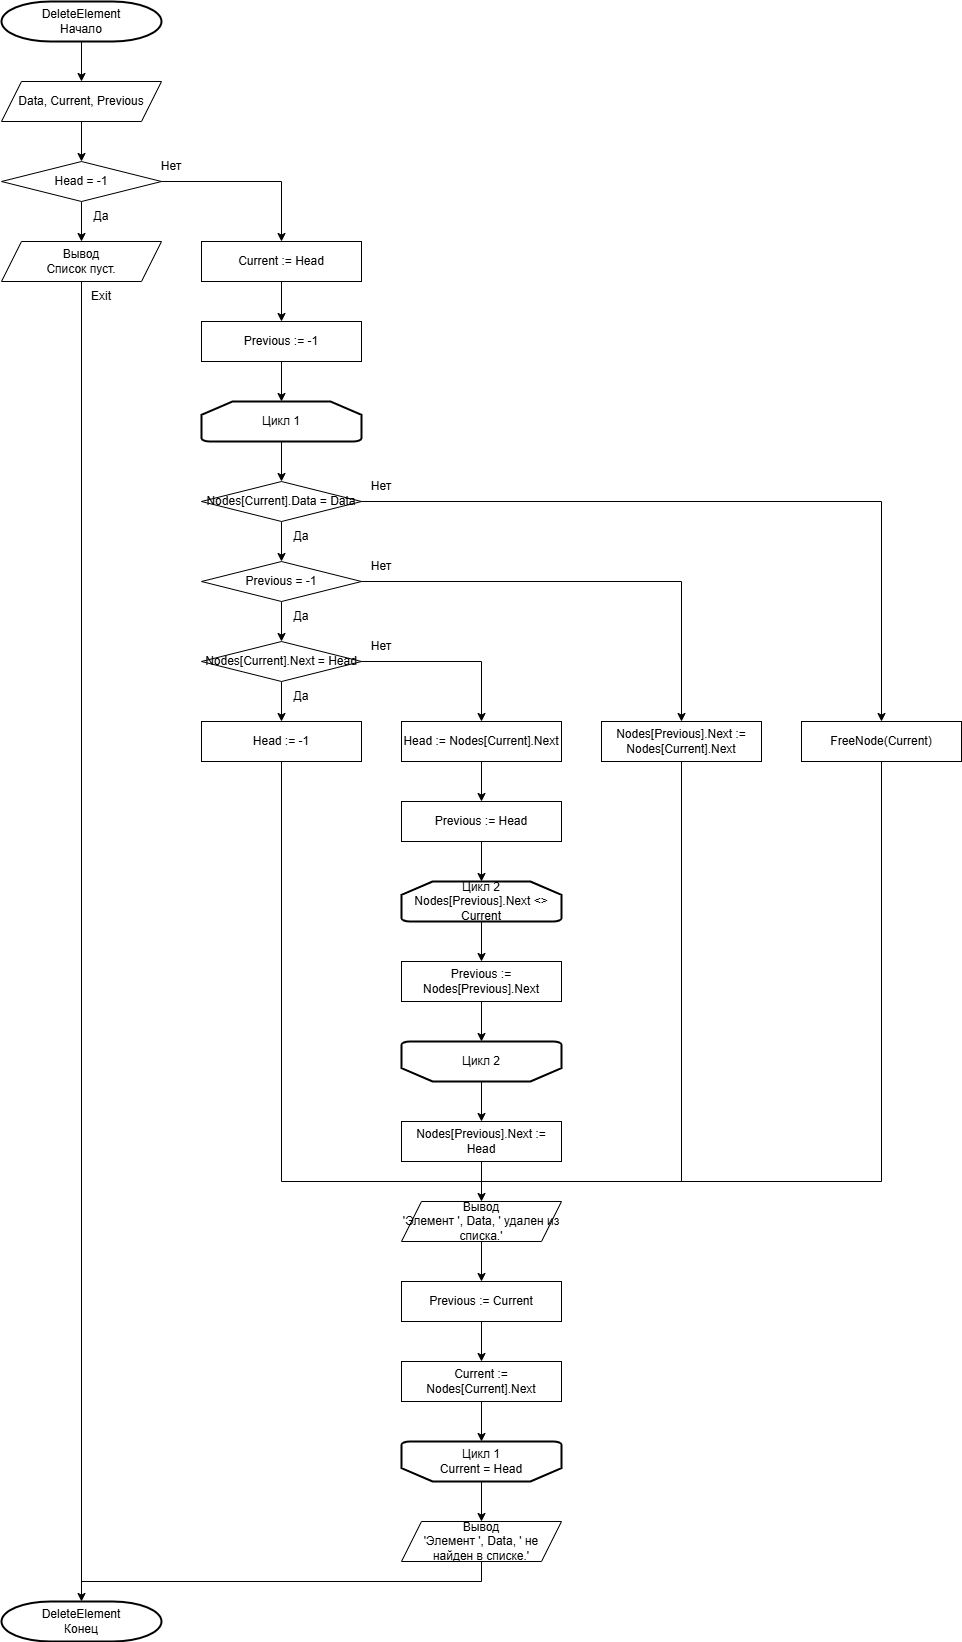 DeleteElement
Начало
Data, Current, Previous
Нет
Head = -1
Да
Вывод
Список пуст.
Exit
Current := Head
Previous := -1
Цикл 1
Нет
Nodes[Current].Data = Data
Да
Нет
Previous = -1
Да
Нет
Nodes[Current].Next = Head
Да
Head := -1
Head := Nodes[Current].Next
Nodes[Previous].Next :=
Nodes[Current].Next
FreeNode(Current)
Previous := Head
Цикл 2
Nodes[Previous].Next <>
Current
Previous :=
Nodes[Previous].Next
Цикл 2
Nodes[Previous].Next :=
Head
Вывод
'Элемент ', Data, ' удален из
списка.'
Previous := Current
Current :=
Nodes[Current].Next
Цикл 1
Current = Head
Вывод
'Элемент ', Data, ' не
найден в списке.'
DeleteElement
Конец